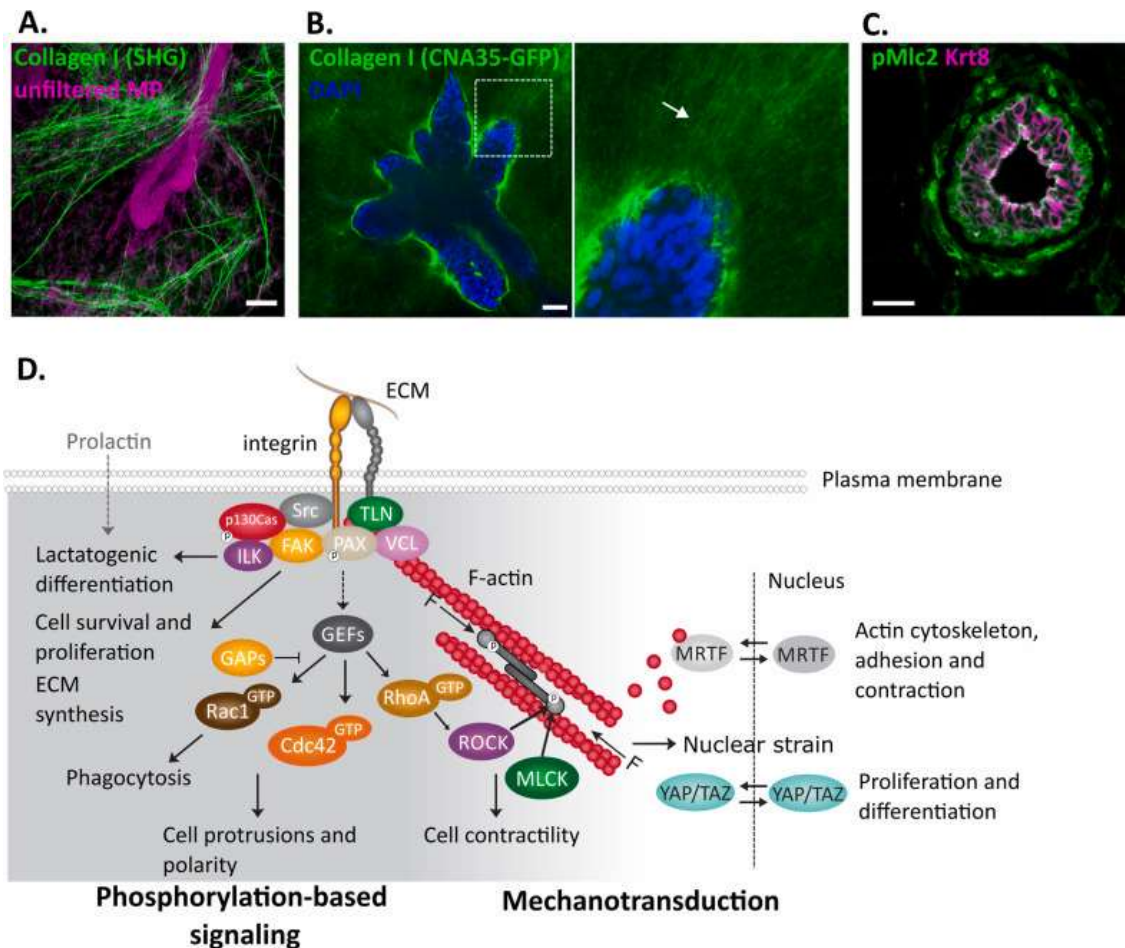 A.
Collagen I (SHG)
unfiltered MP
B.
Collagen I (CNA35-GFP)
DAPI
C.
pMlc2 Krt8
D.
ECM
integrin
Prolactin
Plasma membrane
p130Cas
Src
TLN
P
ILK
FAK
P
PAX
VCL
Lactatogenic
differentiation
F-actin
Nucleus
Cell survival and
proliferation
ECM
synthesis
GAPs
GEFs
F
P
P
MRTF
MRTF
Actin cytoskeleton,
adhesion and
contraction
Rac1
GTP
Cdc42
GTP
RhoA
GTP
ROCK
MLCK
F
Nuclear strain
YAP/TAZ
YAP/TAZ
Proliferation and
differentiation
Phagocytosis
Cell protrusions and
polarity
Cell contractility
Phosphorylation-based
signaling
Mechanotransduction